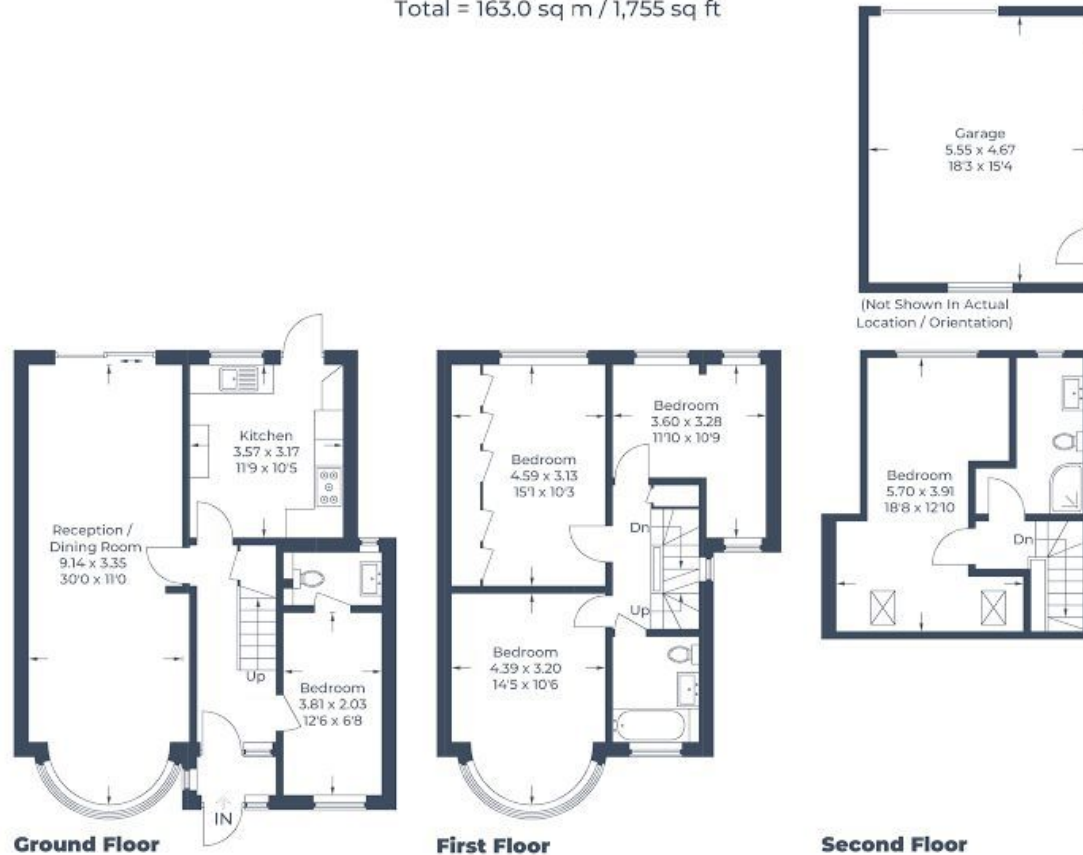 Total = 163.0 sq m / 1,755 sq ft
Garage
5.55 x 4.67
18'3 x 15'4
(Not Shown In Actual
Location / Orientation)
Reception /
Dining Room
9.14 x 3.35
30'0 x 11'0
Kitchen
3.57 x 3.17
11'9 x 10'5
Up
Bedroom
3.81 x 2.03
12'6 x 6'8
IN
Ground Floor
Bedroom
4.59 x 3.13
15'1 x 10'3
Bedroom
3.60 x 3.28
11'10 x 10'9
Dn
Up
Bedroom
4.39 x 3.20
14'5 x 10'6
First Floor
Bedroom
5.70 x 3.91
18'8 x 12'10
Dn
Second Floor